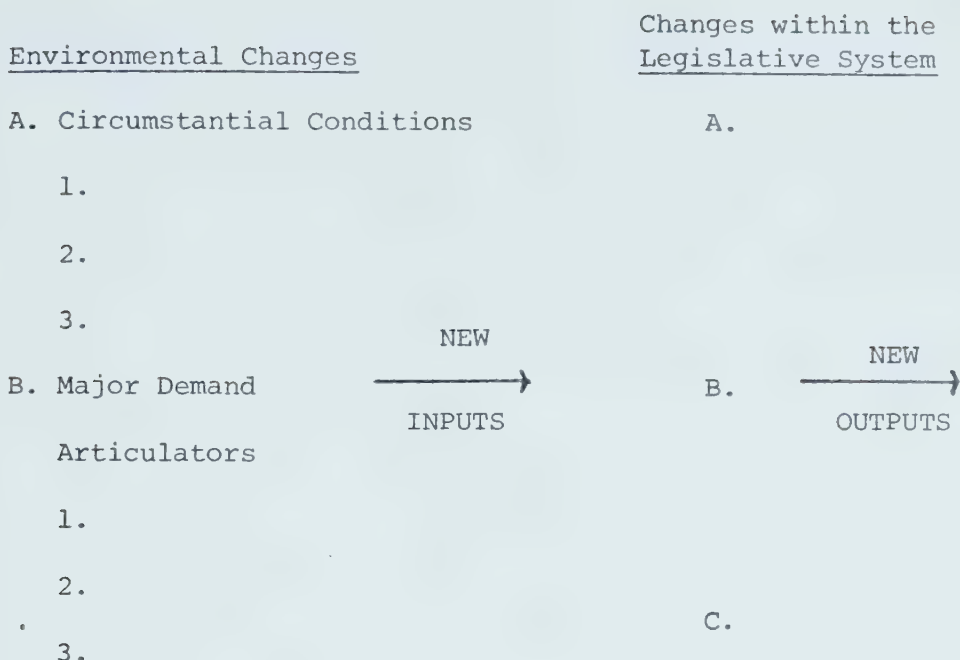 Environmental Changes
A. Circumstantial Conditions
1.
2.
3.
B. Major Demand
Articulators
1.
2.
3.
NEW
INPUTS
Changes within the
Legislative System
A.
B.
C.
NEW
OUTPUTS